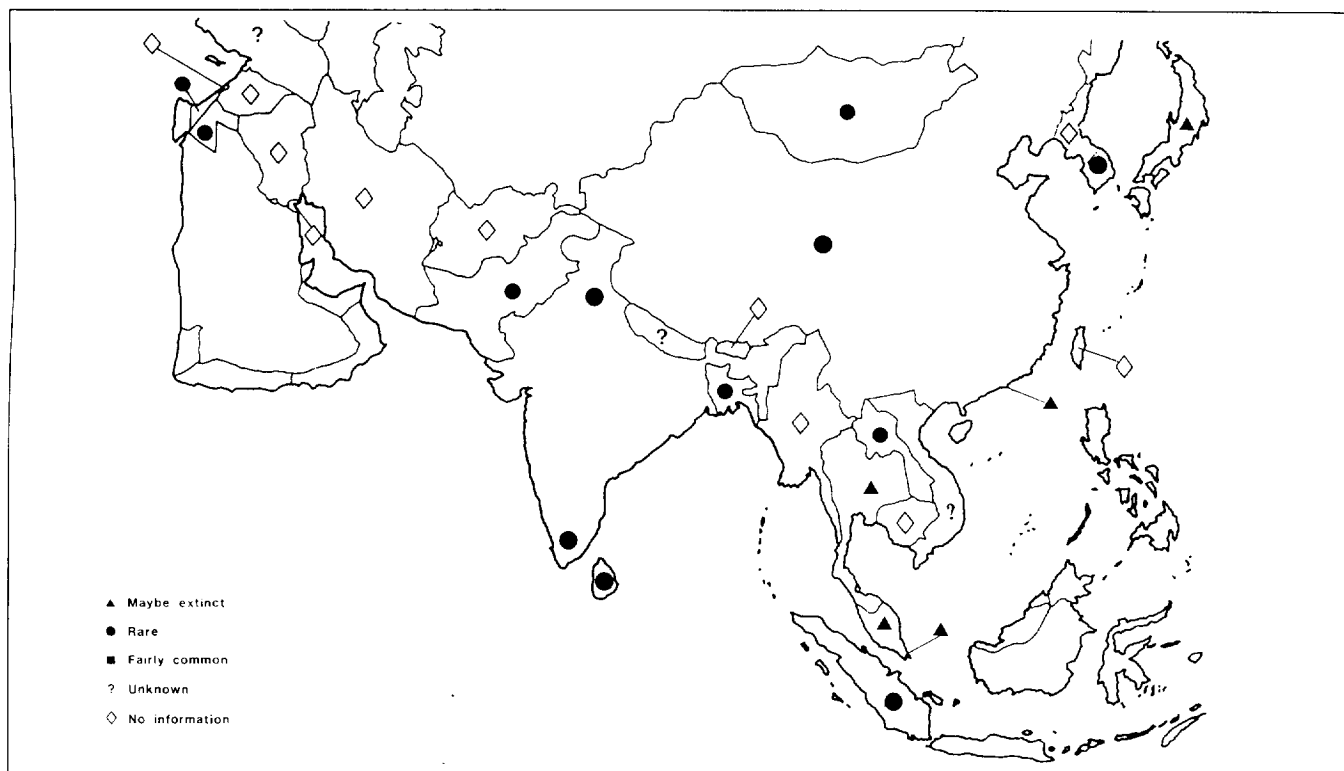 ?
?
?
▲ Maybe extinct
● Rare
■ Fairly common
? Unknown
◇ No information